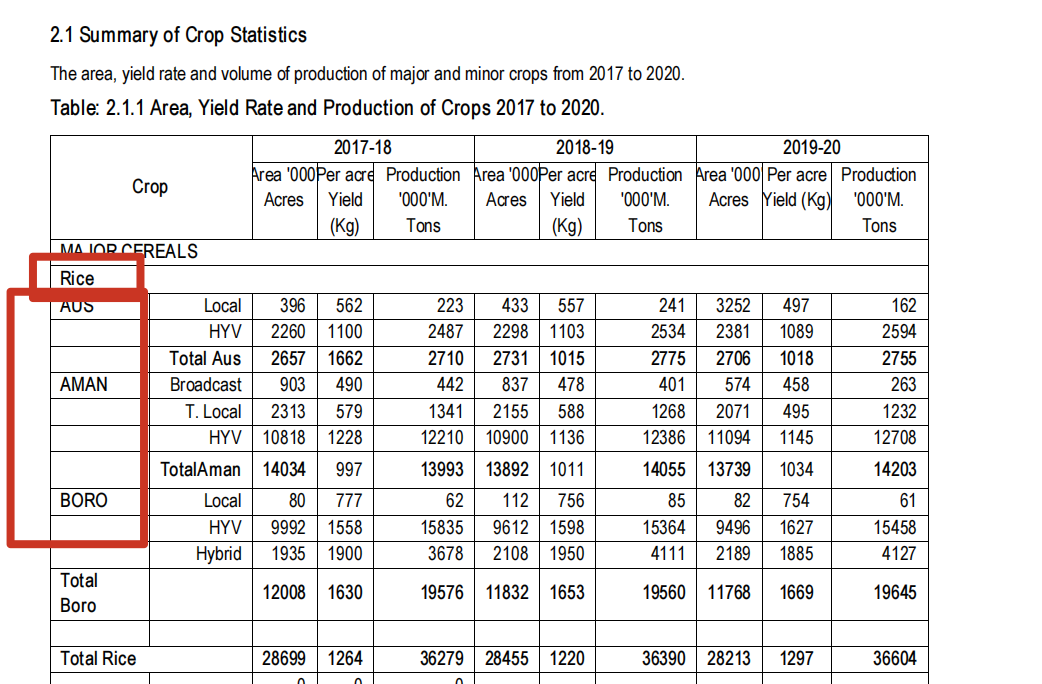 2.1 Summary of Crop Statistics
The area, yield rate and volume of production of major and minor crops from 2017 to 2020.
Table: 2.1.1 Area, Yield Rate and Production of Crops 2017 to 2020.
Crop 2017-18 2018-19 2019-20
Area '000 Acres Per acre Yield (Kg) Production '000'M. Tons Area '000 Acres Per acre Yield (Kg) Production '000'M. Tons Area '000 Acres Per acre Yield (Kg) Production '000'M. Tons
MAJOR CEREALS
Rice
AUS Local 396 562 223 433 557 241 3252 497 162
HYV 2260 1100 2487 2298 1103 2534 2381 1089 2594
Total Aus 2657 1662 2710 2731 1015 2775 2706 1018 2755
AMAN Broadcast 903 490 442 837 478 401 574 458 263
T. Local 2313 579 1341 2155 588 1268 2071 495 1232
HYV 10818 1228 12210 10900 1136 12386 11094 1145 12708
TotalAman 14034 997 13993 13892 1011 14055 13739 1034 14203
BORO Local 80 777 62 112 756 85 82 754 61
HYV 9992 1558 15835 9612 1598 15364 9496 1627 15458
Hybrid 1935 1900 3678 2108 1950 4111 2189 1885 4127
Total Boro 12008 1630 19576 11832 1653 19560 11768 1669 19645
Total Rice 28699 1264 36279 28455 1220 36390 28213 1297 36604